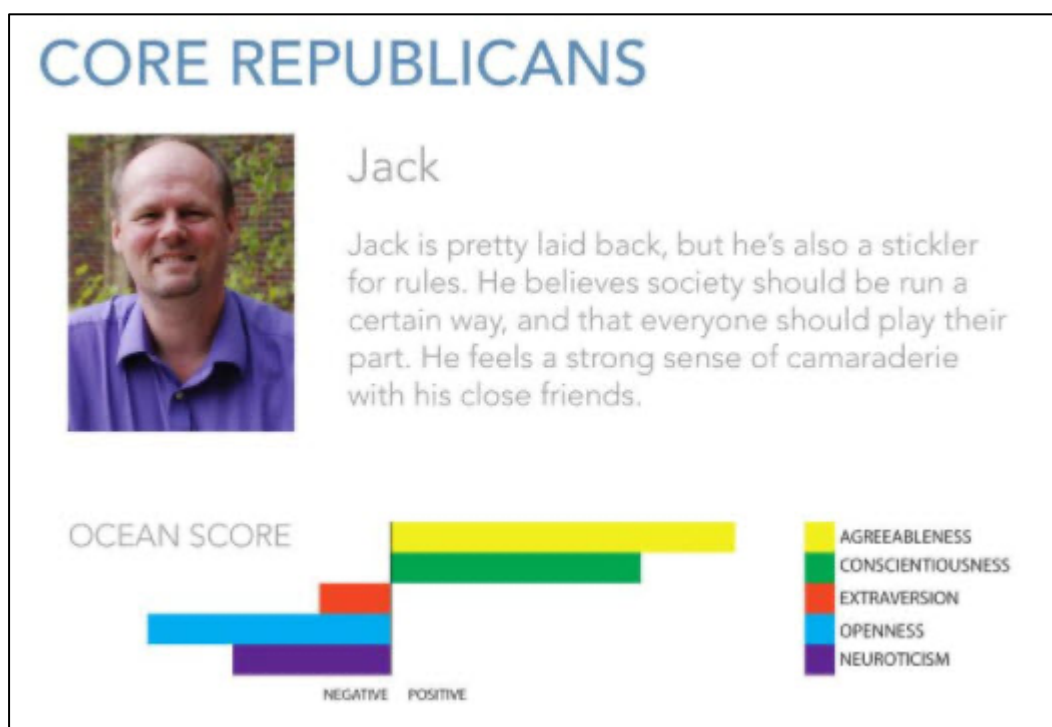 CORE REPUBLICANS
Jack
Jack is pretty laid back, but he's also a stickler
for rules. He believes society should be run a
certain way, and that everyone should play their
part. He feels a strong sense of camaraderie
with his close friends.
OCEAN SCORE
AGREEABLENESS
CONSCIENTIOUSNESS
EXTRAVERSION
OPENNESS
NEUROTICISM
NEGATIVE POSITIVE